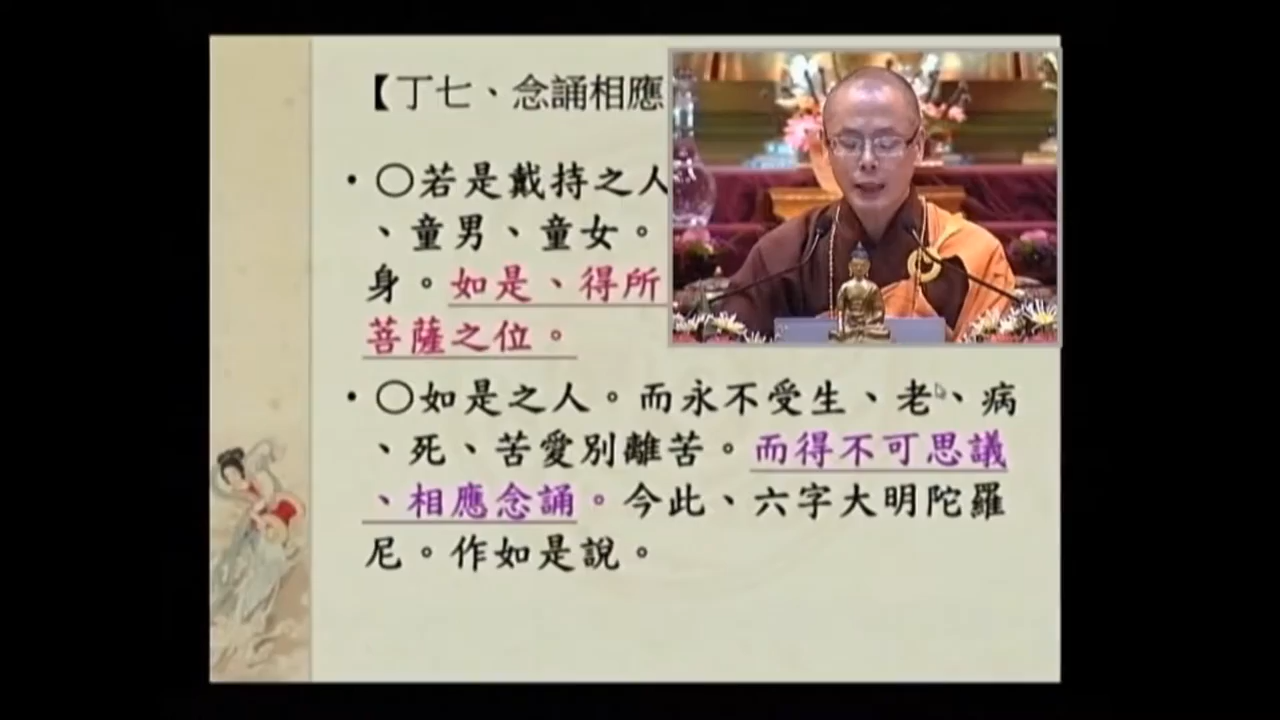 【丁七、念誦相應
•〇若是戴持之人
、童男、童女。
身。如是、得所
菩薩之位。
•〇如是之人。而永不受生、老、病
、死、苦愛別離苦。而得不可思議
、相應念誦。今此、六字大明陀羅
尼。作如是說。